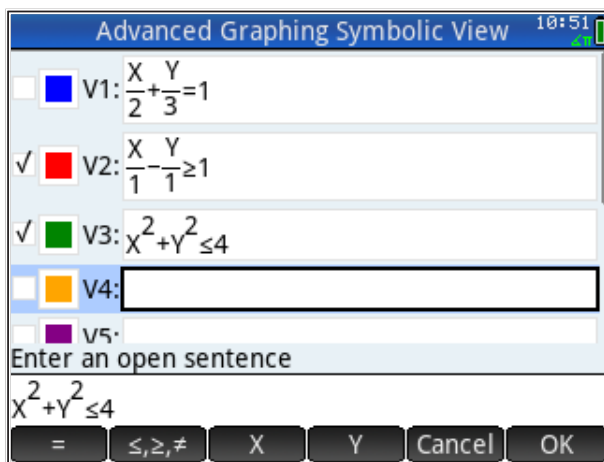 Advanced Graphing Symbolic View 10:51
∡π
V1: X/2+Y/3=1
√ V2: X/1−Y/1≥1
√ V3: X²+Y²≤4
V4:
V5:
Enter an open sentence
X²+Y²≤4
= ≤,≥,≠ X Y Cancel OK